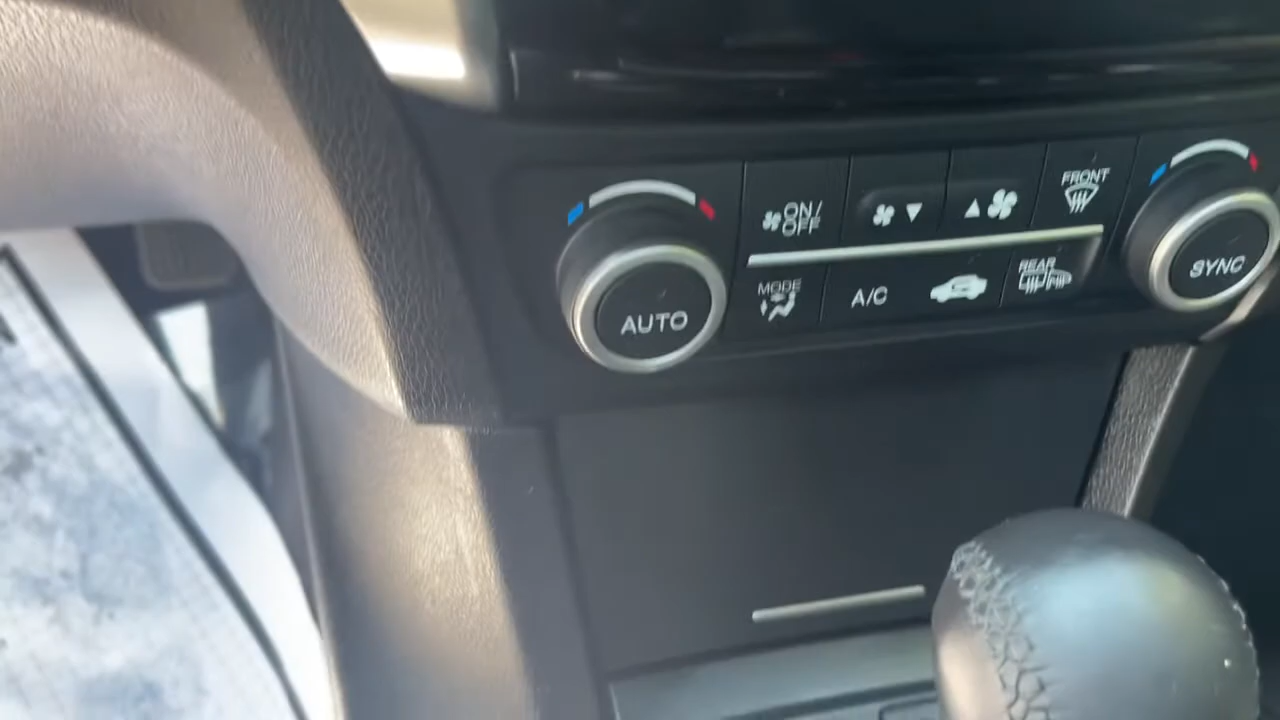 AUTO
ON/
OFF
FRONT
MODE
A/C
REAR
SYNC